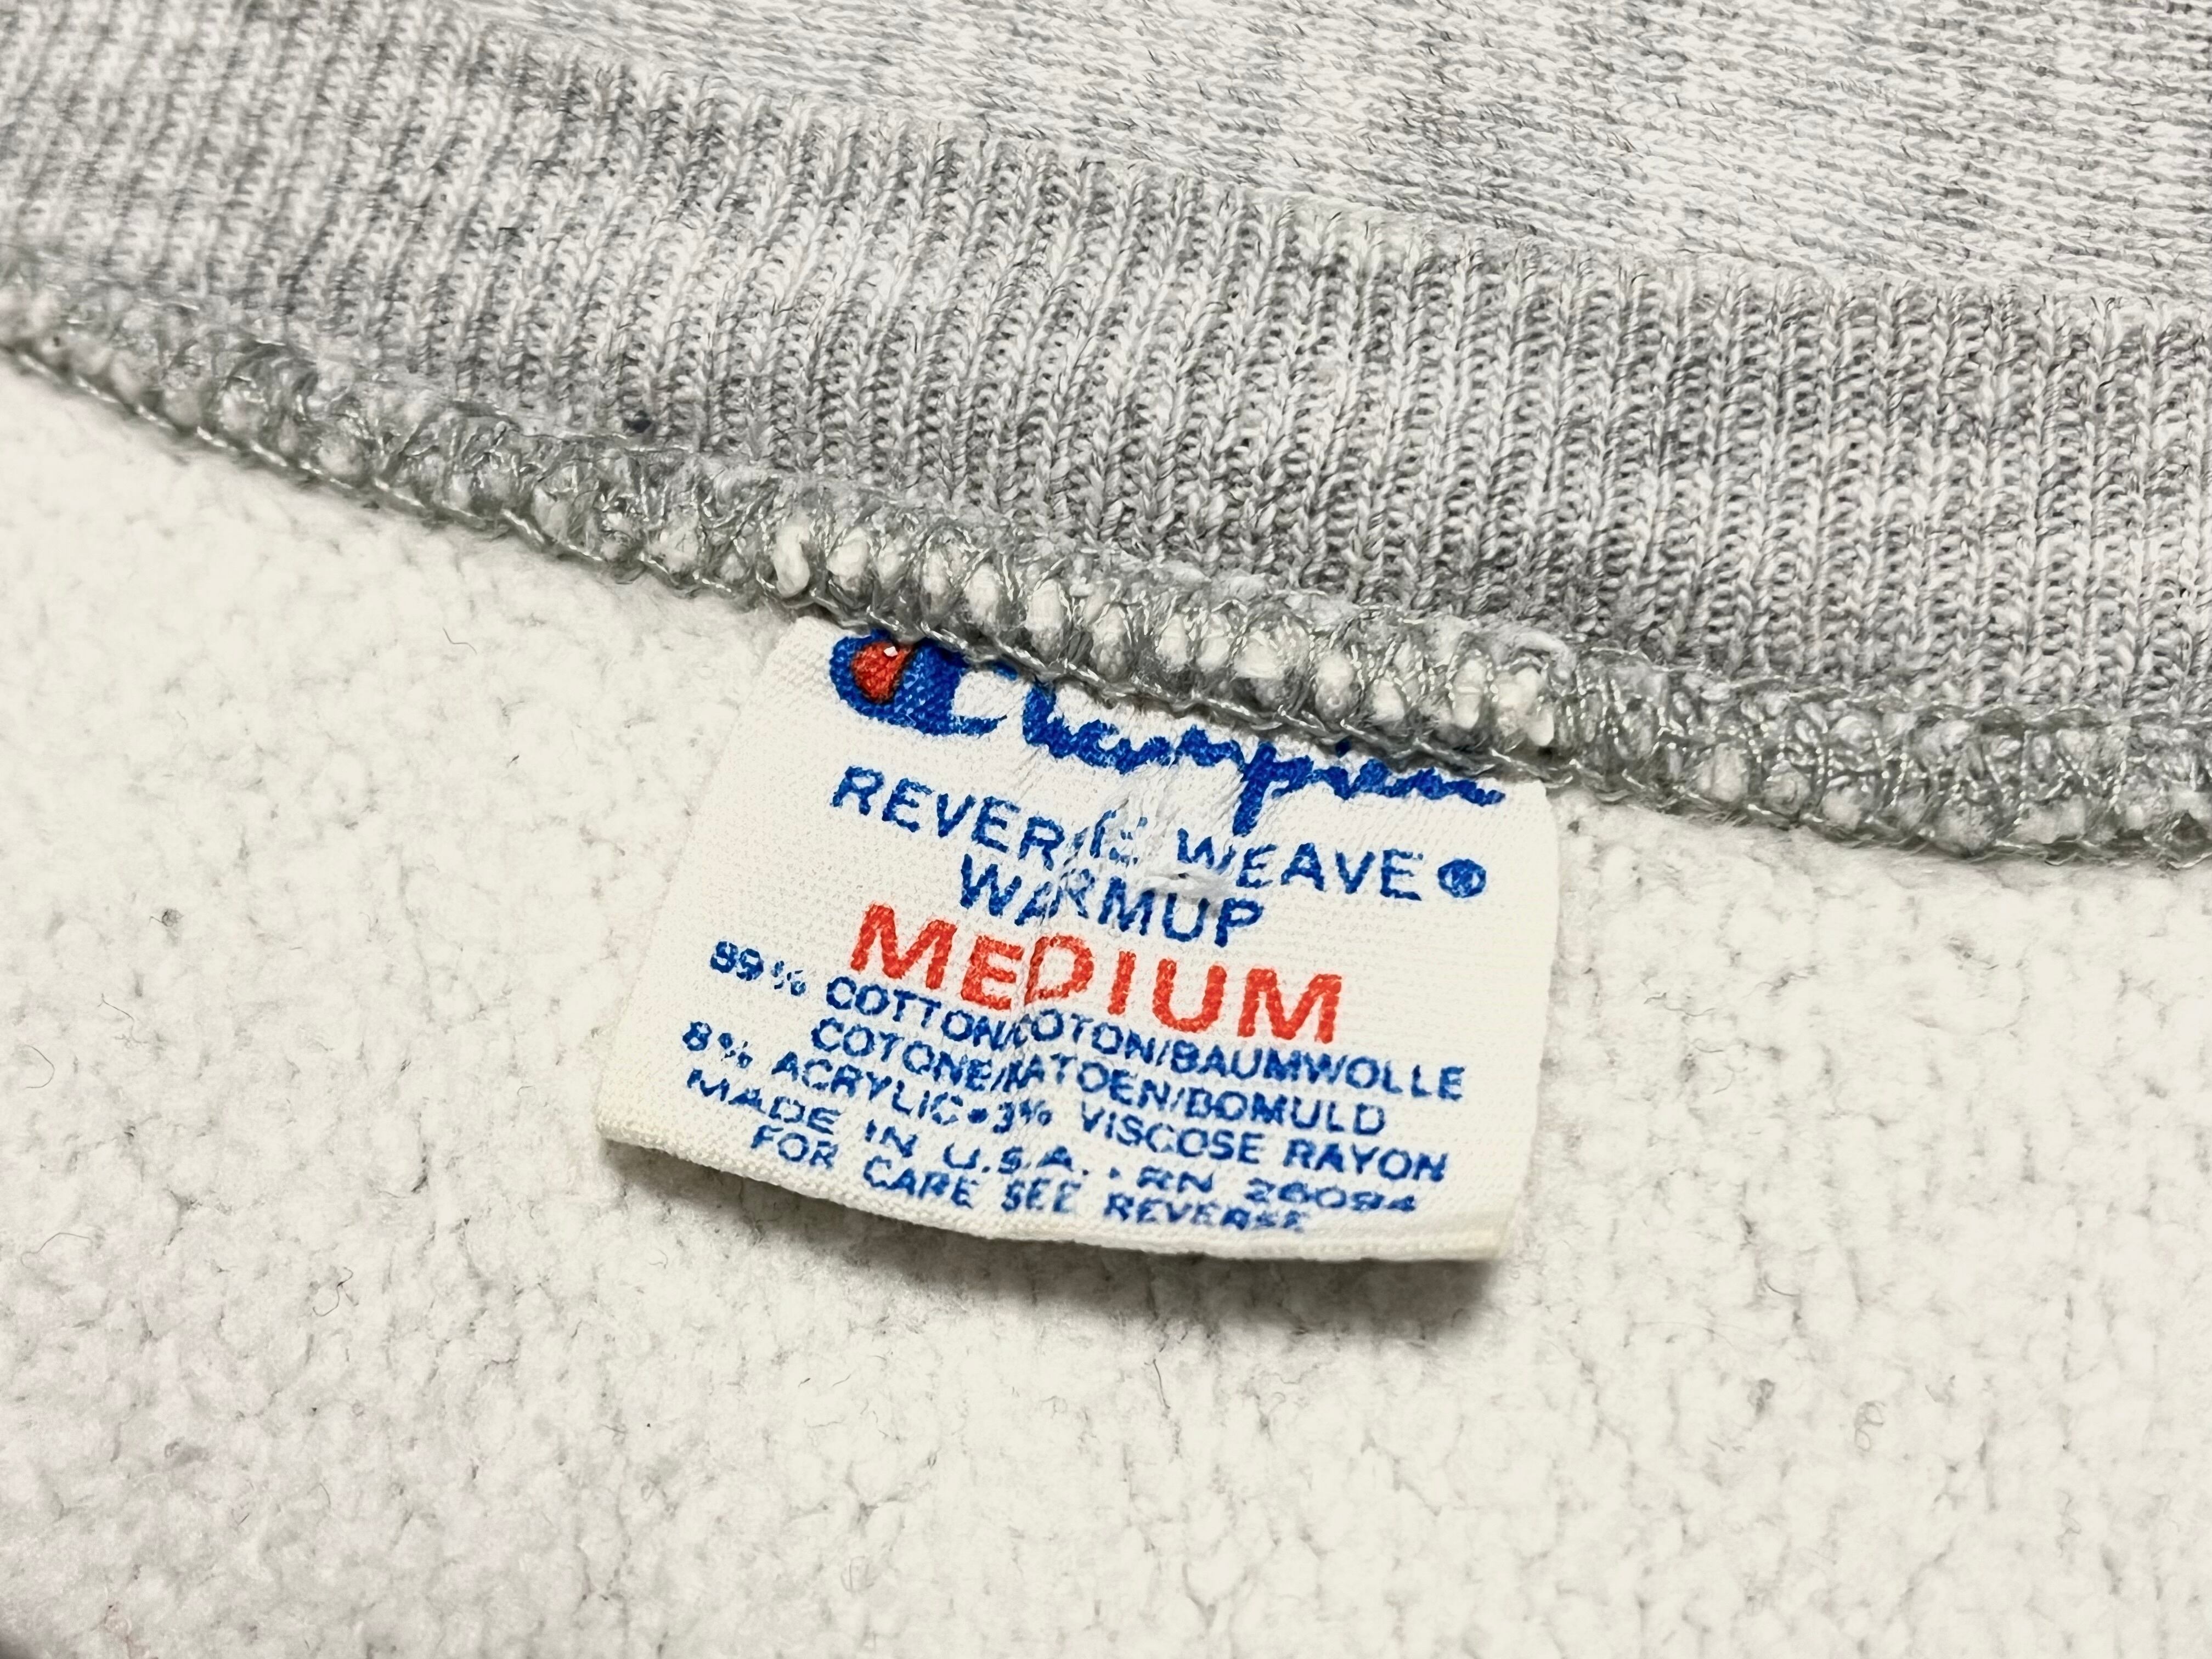 Champion
REVERSE WEAVE®
WARMUP
MEDIUM
89% COTTON/COTON/BAUMWOLLE
COTONE/KATOEN/BOMULD
8% ACRYLIC•3% VISCOSE RAYON
MADE IN U.S.A. • RN 26094
FOR CARE SEE REVERSE